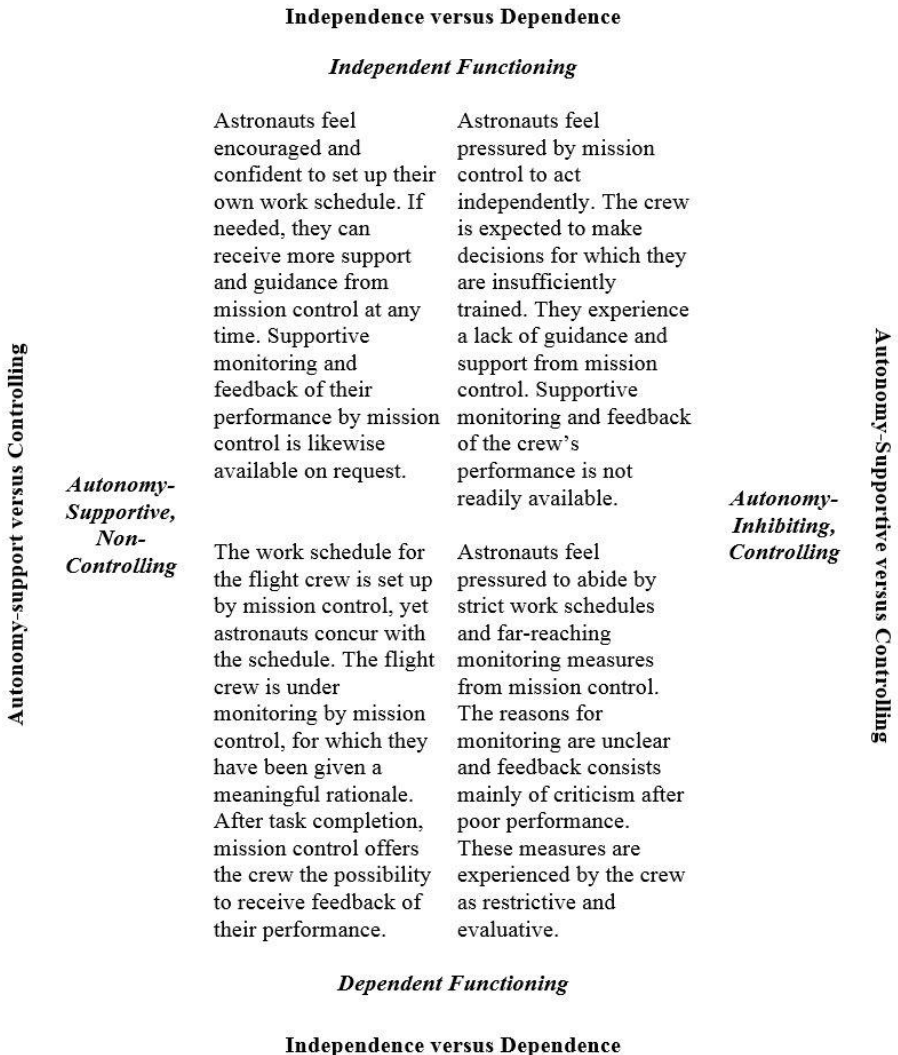 Independence versus Dependence
Independent Functioning
Astronauts feel
encouraged and
confident to set up their
own work schedule. If
needed, they can
receive more support
and guidance from
mission control at any
time. Supportive
monitoring and
feedback of their
performance by mission
control is likewise
available on request.
Astronauts feel
pressured by mission
control to act
independently. The crew
is expected to make
decisions for which they
are insufficiently
trained. They experience
a lack of guidance and
support from mission
control. Supportive
monitoring and feedback
of the crew's
performance is not
readily available.
Autonomy-support versus Controlling
Autonomy-
Supportive,
Non-
Controlling
Autonomy-
Inhibiting,
Controlling
Autonomy-Supportive versus Controlling
The work schedule for
the flight crew is set up
by mission control, yet
astronauts concur with
the schedule. The flight
crew is under
monitoring by mission
control, for which they
have been given a
meaningful rationale.
After task completion,
mission control offers
the crew the possibility
to receive feedback of
their performance.
Astronauts feel
pressured to abide by
strict work schedules
and far-reaching
monitoring measures
from mission control.
The reasons for
monitoring are unclear
and feedback consists
mainly of criticism after
poor performance.
These measures are
experienced by the crew
as restrictive and
evaluative.
Dependent Functioning
Independence versus Dependence